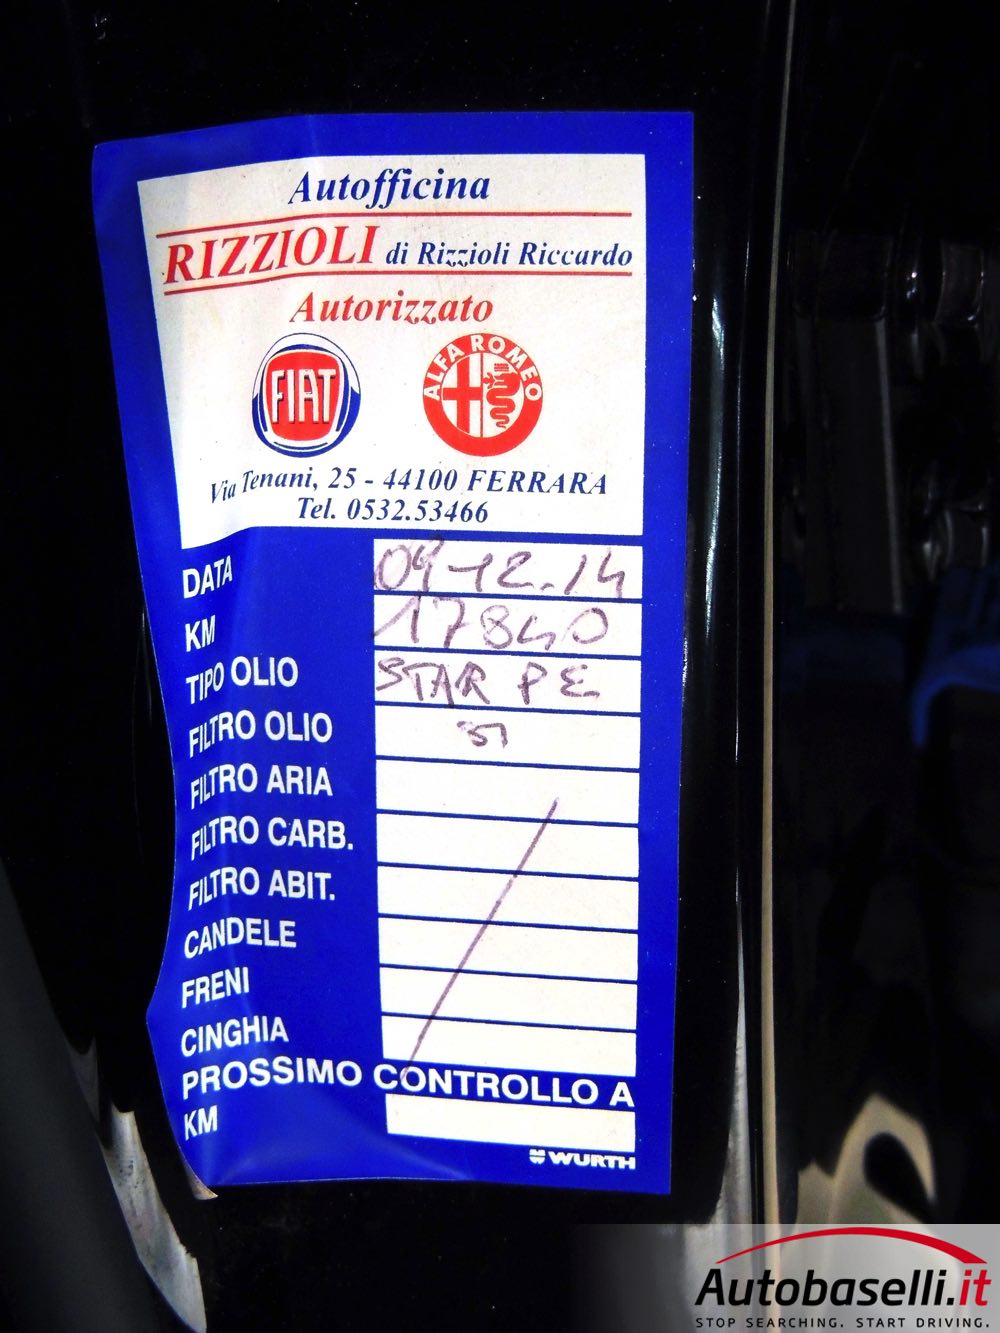 Autofficina
RIZZIOLI di Rizzioli Riccardo
Autorizzato
FIAT ALFA ROMEO
Via Tenani, 25 - 44100 FERRARA
Tel. 0532.53466
DATA 09-12.14
KM 17840
TIPO OLIO STAR PE
FILTRO OLIO SI
FILTRO ARIA
FILTRO CARB.
FILTRO ABIT.
CANDELE
FRENI
CINGHIA
PROSSIMO CONTROLLO A
KM
WURTH
Autobaselli.it
STOP SEARCHING. START DRIVING.